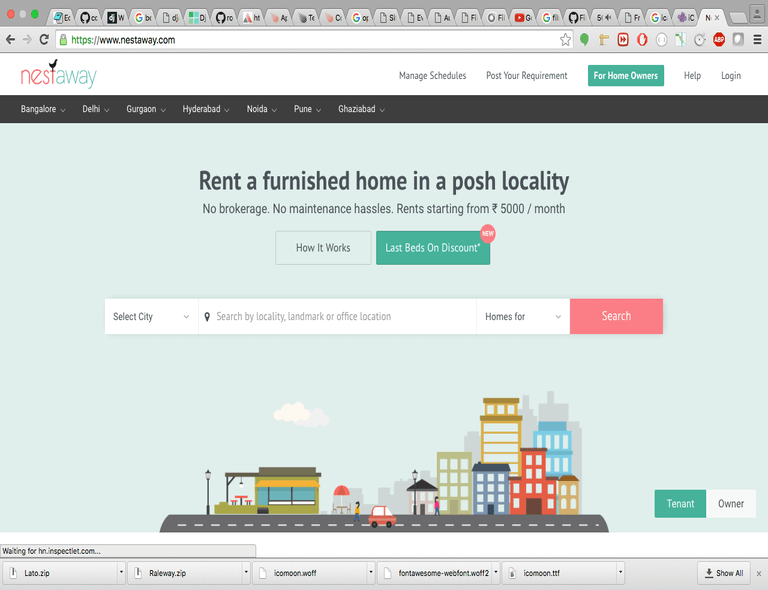 https://www.nestaway.com
nestaway
Manage Schedules Post Your Requirement For Home Owners Help Login
Bangalore Delhi Gurgaon Hyderabad Noida Pune Ghaziabad
Rent a furnished home in a posh locality
No brokerage. No maintenance hassles. Rents starting from ₹ 5000 / month
NEW
How It Works Last Beds On Discount*
Select City Search by locality, landmark or office location Homes for Search
Tenant Owner
Waiting for hn.inspectlet.com...
Lato.zip Raleway.zip icomoon.woff fontawesome-webfont.woff2 icomoon.ttf Show All